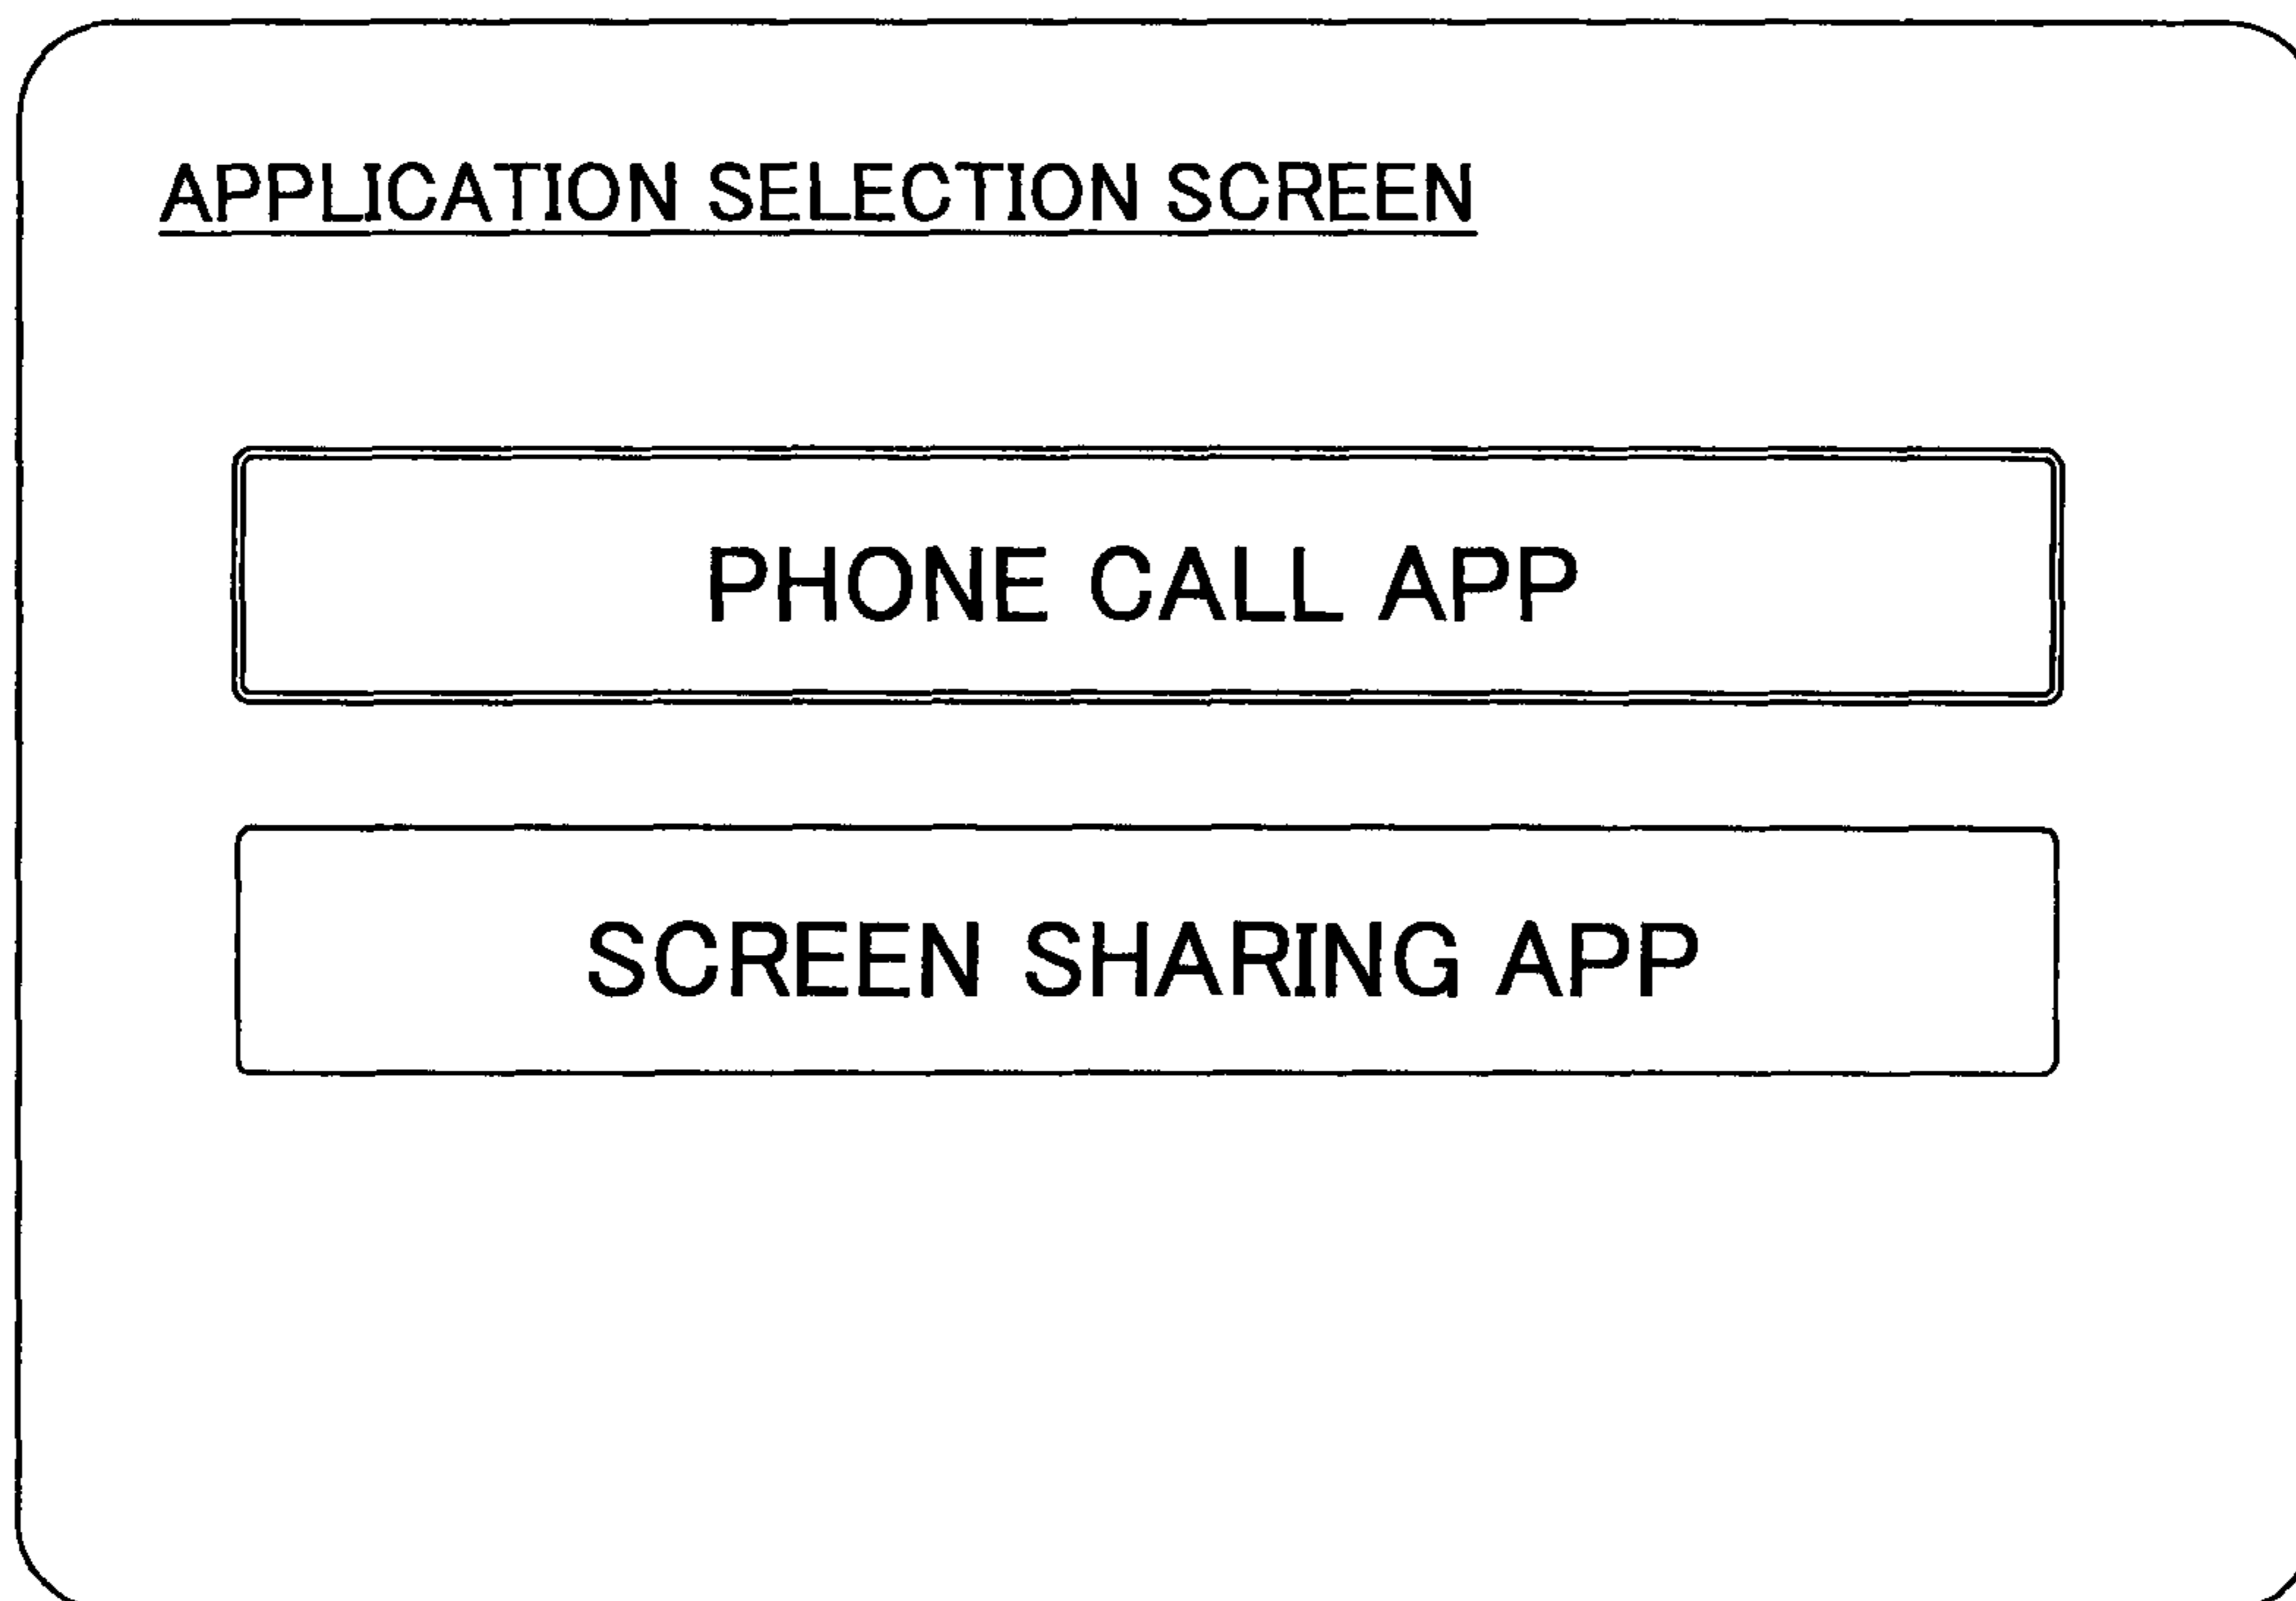 APPLICATION SELECTION SCREEN
PHONE CALL APP
SCREEN SHARING APP